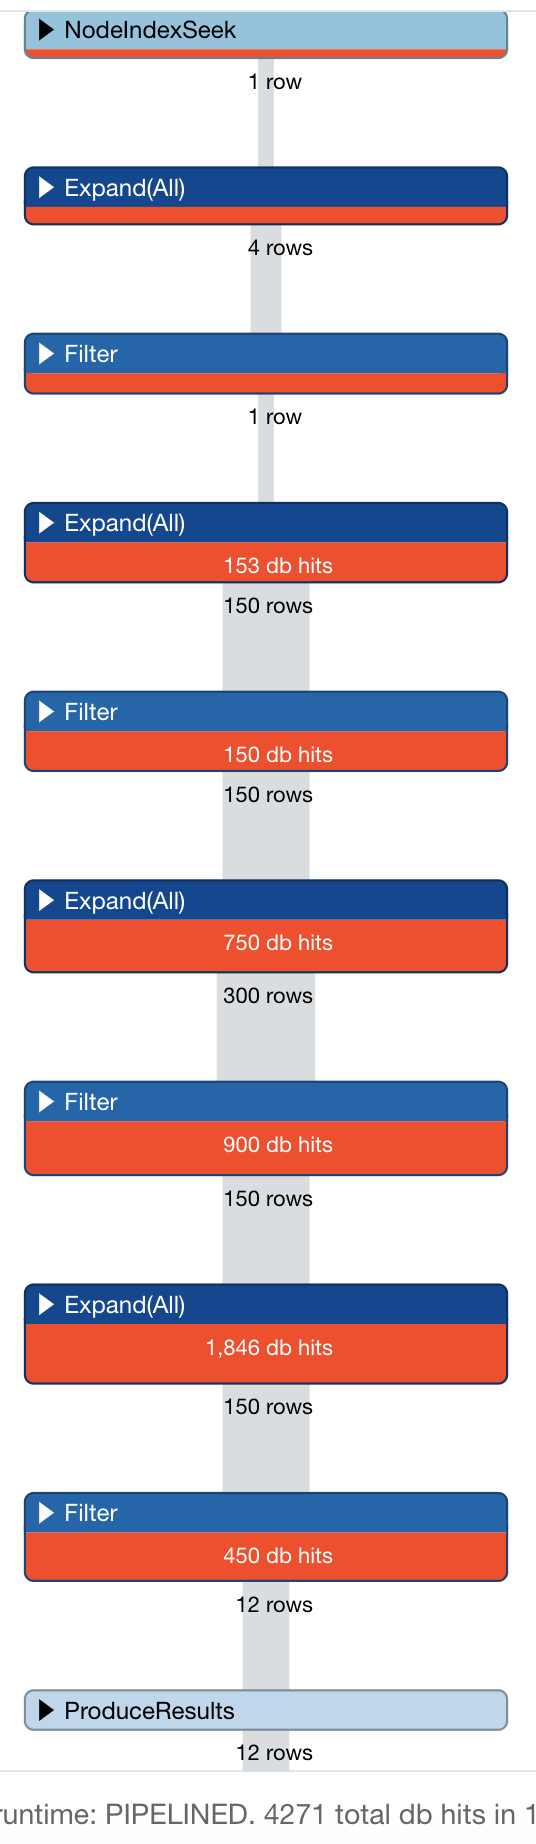 NodeIndexSeek
1 row
Expand(All)
4 rows
Filter
1 row
Expand(All)
153 db hits
150 rows
Filter
150 db hits
150 rows
Expand(All)
750 db hits
300 rows
Filter
900 db hits
150 rows
Expand(All)
1,846 db hits
150 rows
Filter
450 db hits
12 rows
ProduceResults
12 rows
runtime: PIPELINED. 4271 total db hits in 1